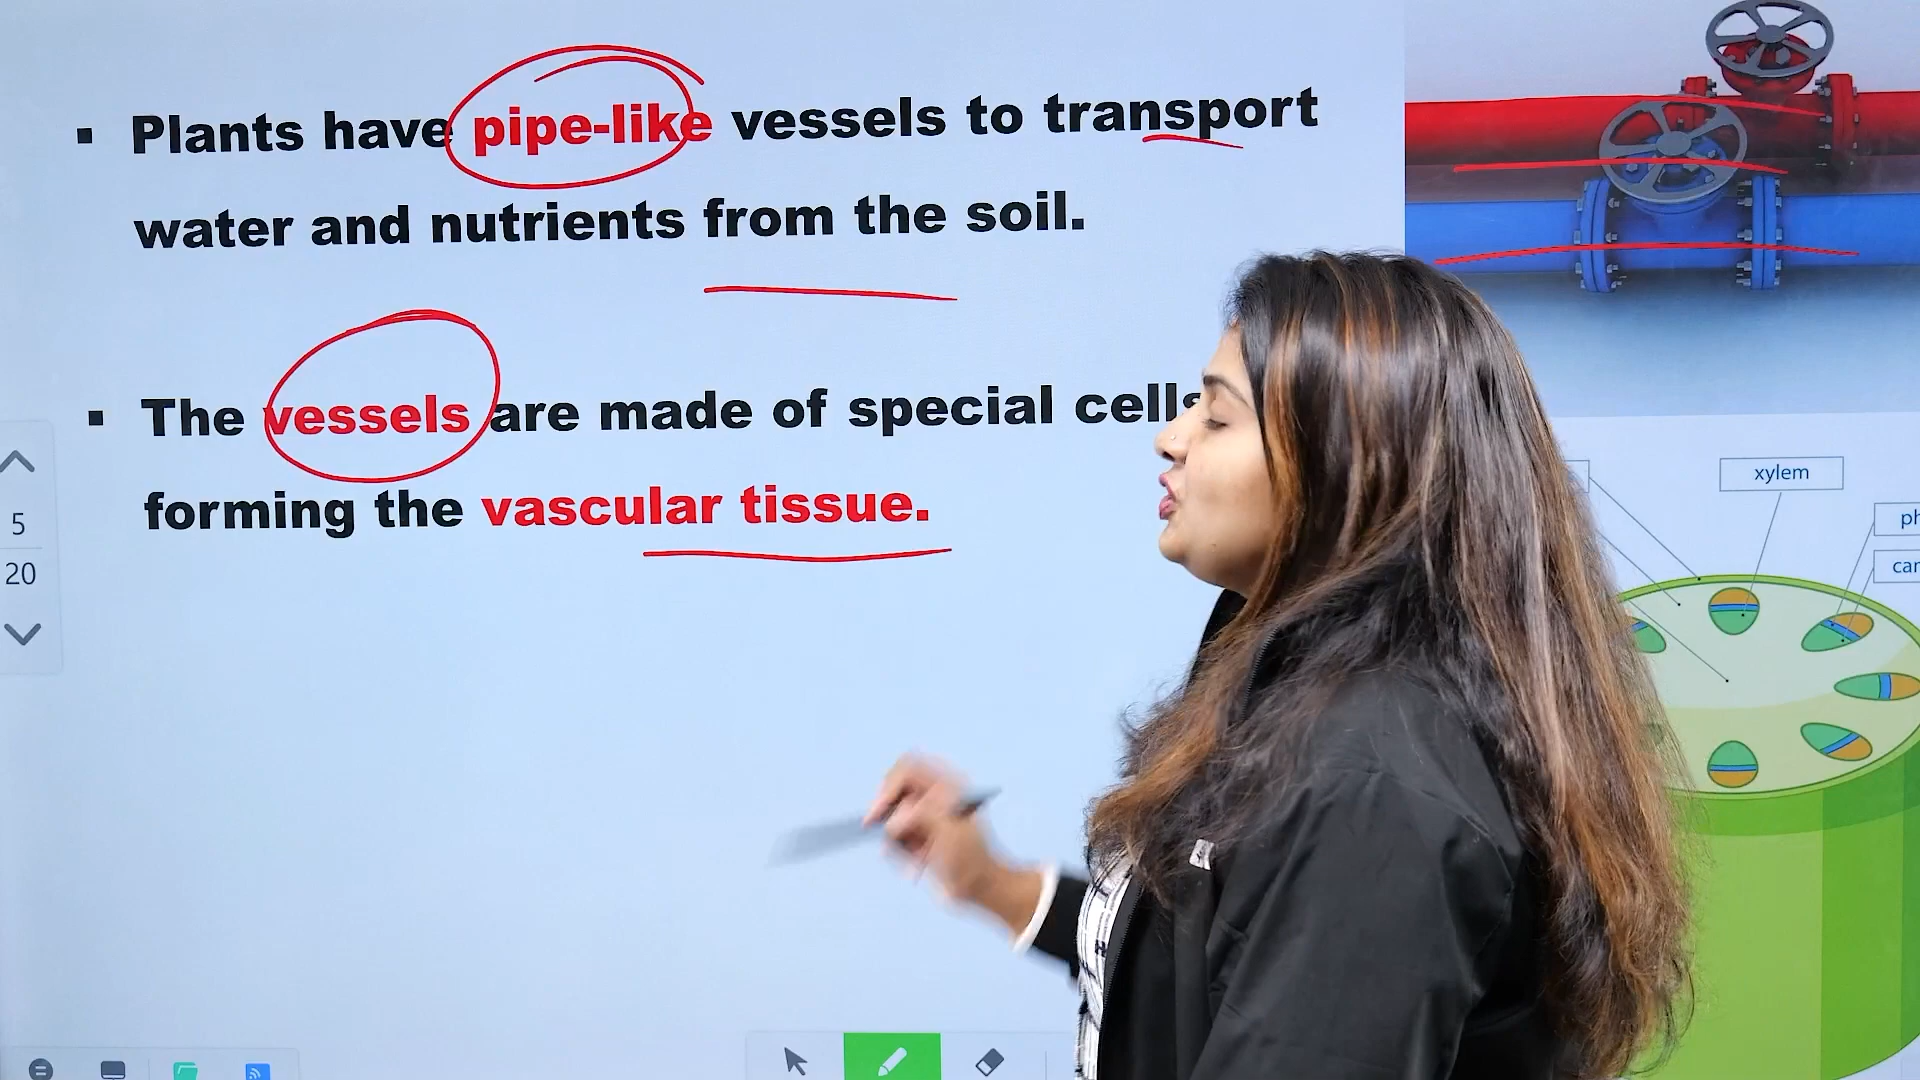 ▪ Plants have pipe-like vessels to transport
water and nutrients from the soil.
▪ The vessels are made of special cells
forming the vascular tissue.
5
20
xylem